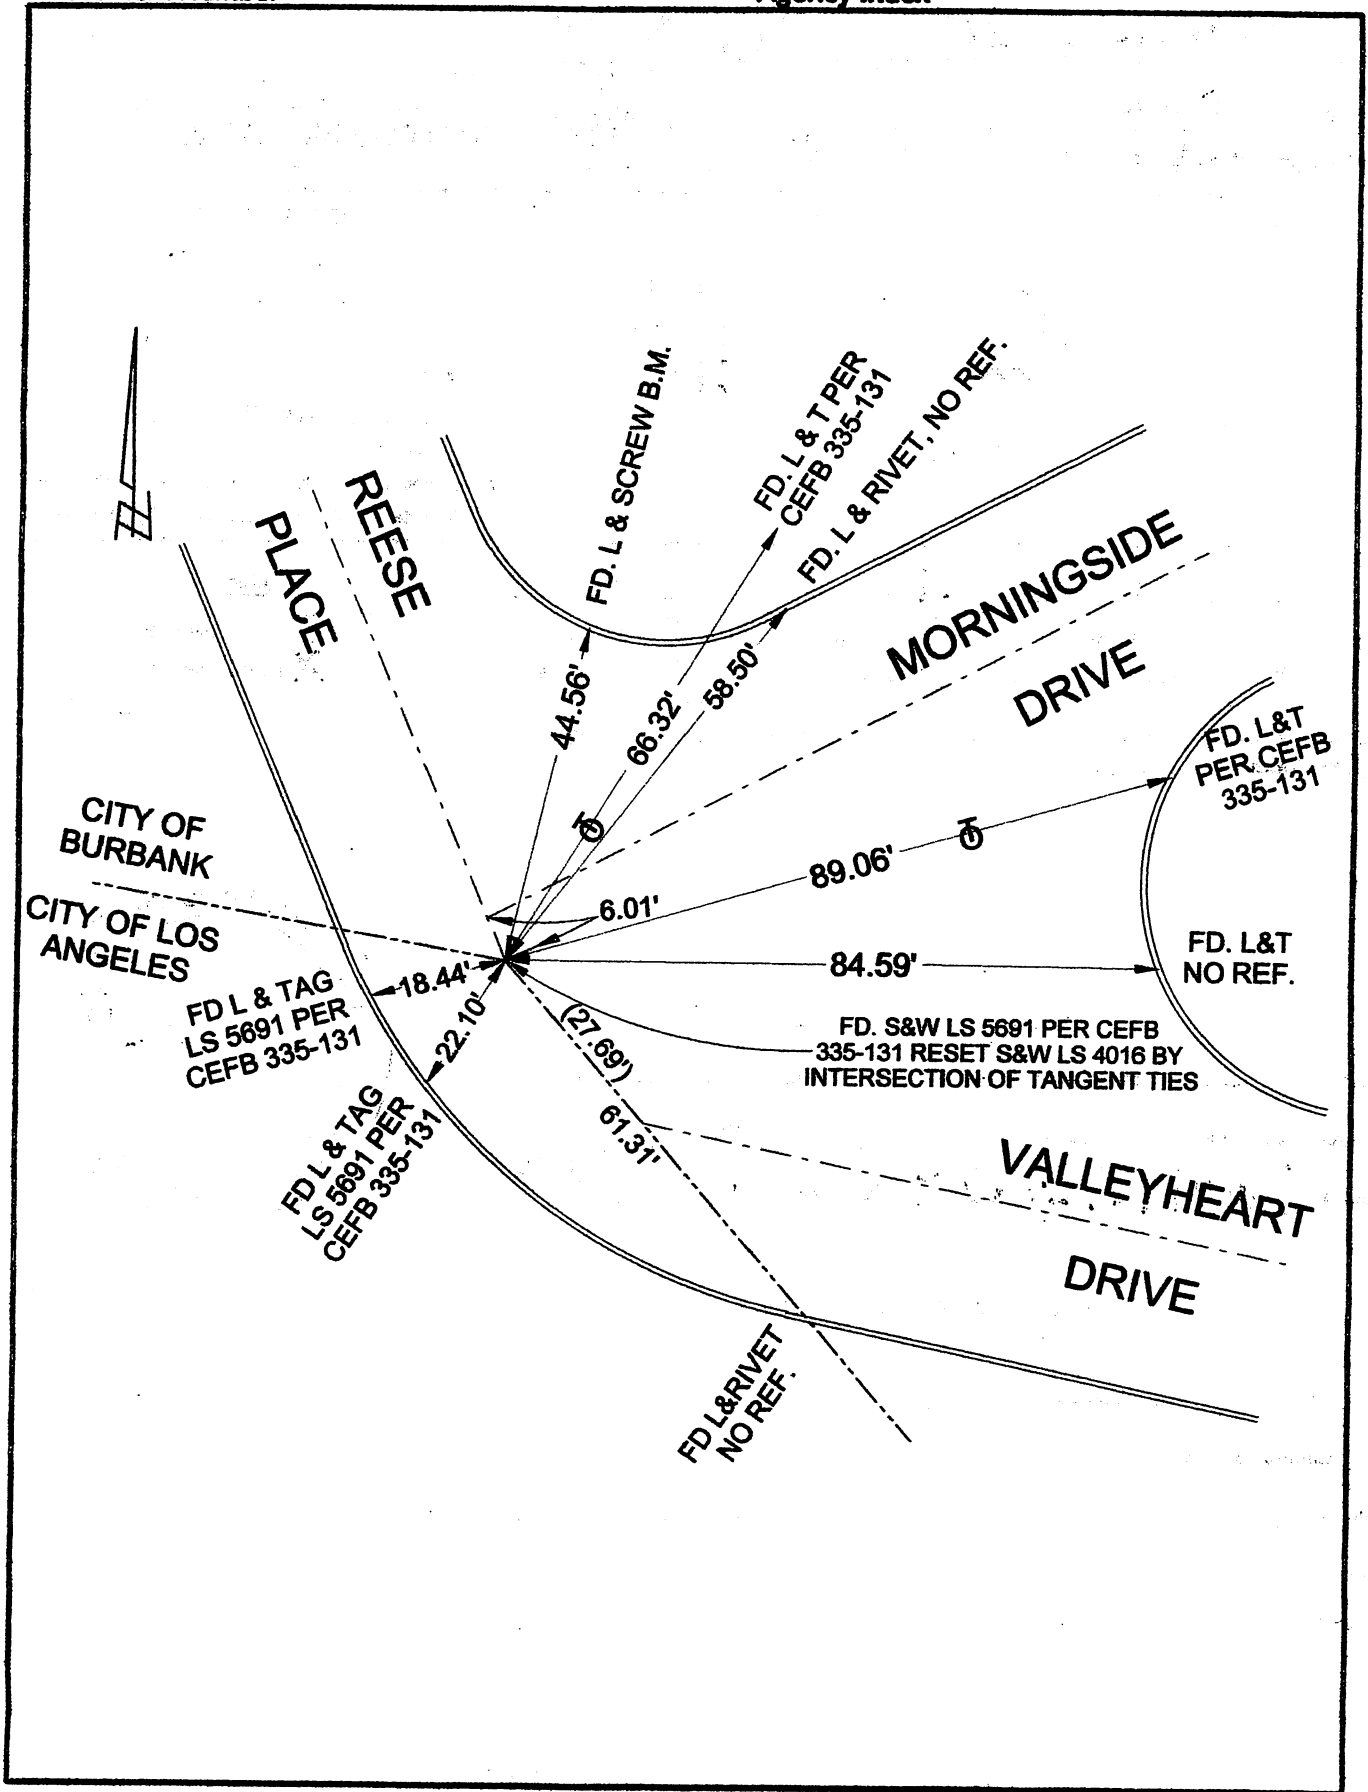 Agency Index
FD. L & SCREW B.M.
FD. L & T PER
CEFB 335-131
FD. L & RIVET, NO REF.
REESE
PLACE
MORNINGSIDE
DRIVE
44.56'
66.32'
58.50'
FD. L&T
PER CEFB
335-131
CITY OF
BURBANK
CITY OF LOS
ANGELES
89.06'
6.01'
84.59'
FD. L&T
NO REF.
18.44'
FD L & TAG
LS 5691 PER
CEFB 335-131
22.10'
(27.69')
61.31'
FD. S&W LS 5691 PER CEFB
335-131 RESET S&W LS 4016 BY
INTERSECTION OF TANGENT TIES
FD L & TAG
LS 5691 PER
CEFB 335-131
VALLEYHEART
DRIVE
FD L&RIVET
NO REF.